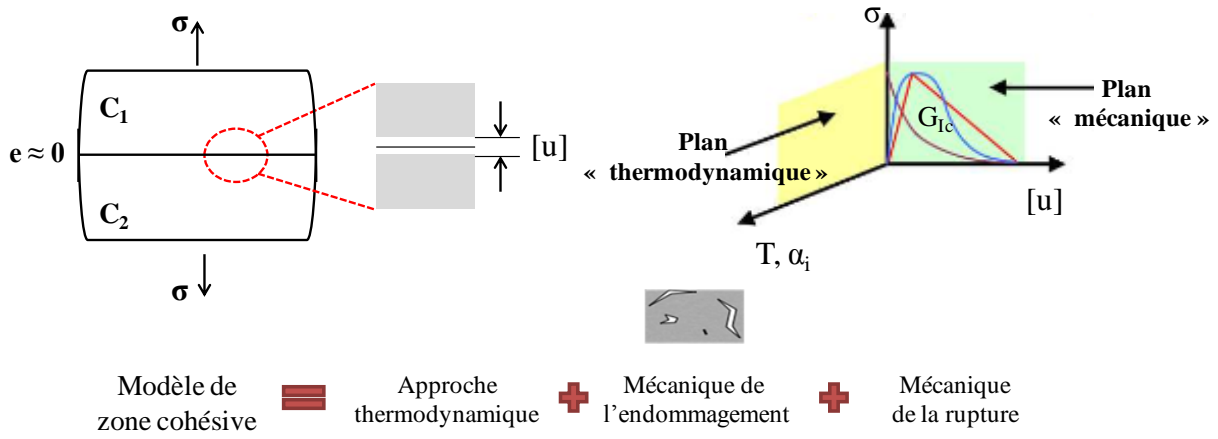 σ
C1
e ≈ 0
C2
σ
[u]
σ
GIc
Plan
« mécanique »
Plan
« thermodynamique »
[u]
T, αi
Modèle de
zone cohésive
=
Approche
thermodynamique
+
Mécanique de
l'endommagement
+
Mécanique
de la rupture